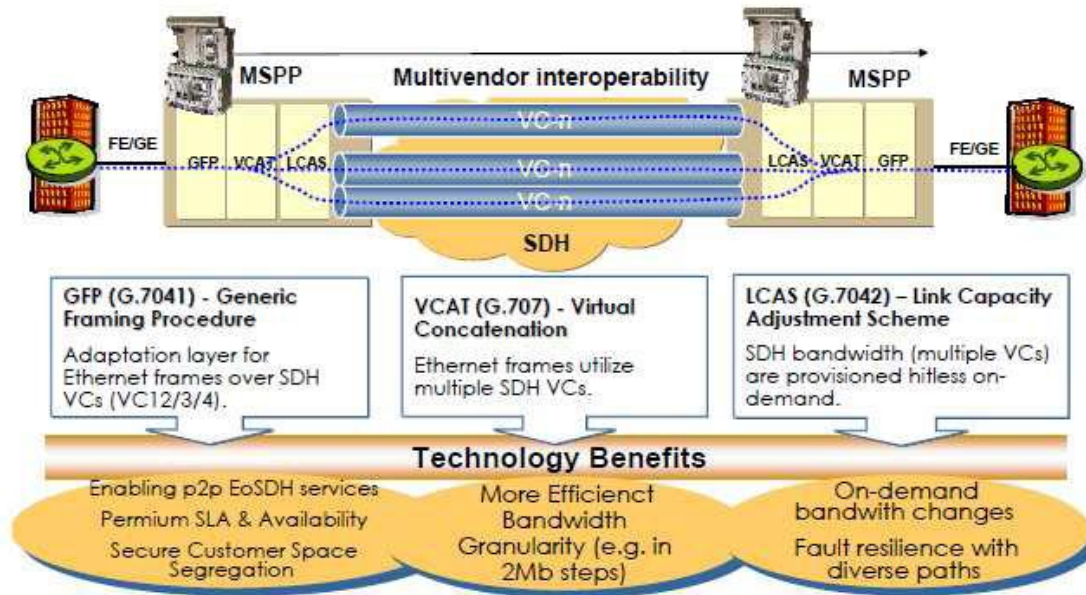 MSPP
Multivendor interoperability
MSPP
FE/GE
GFP
VCAT
LCAS
VC-n
VC-n
VC-n
LCAS
VCAT
GFP
FE/GE
SDH
GFP (G.7041) - Generic
Framing Procedure
Adaptation layer for
Ethernet frames over SDH
VCs (VC12/3/4).
VCAT (G.707) - Virtual
Concatenation
Ethernet frames utilize
multiple SDH VCs.
LCAS (G.7042) – Link Capacity
Adjustment Scheme
SDH bandwidth (multiple VCs)
are provisioned hitless on-
demand.
Technology Benefits
Enabling p2p EoSDH services
Permium SLA & Availability
Secure Customer Space
Segregation
More Efficienct
Bandwidth
Granularity (e.g. in
2Mb steps)
On-demand
bandwith changes
Fault resilience with
diverse paths